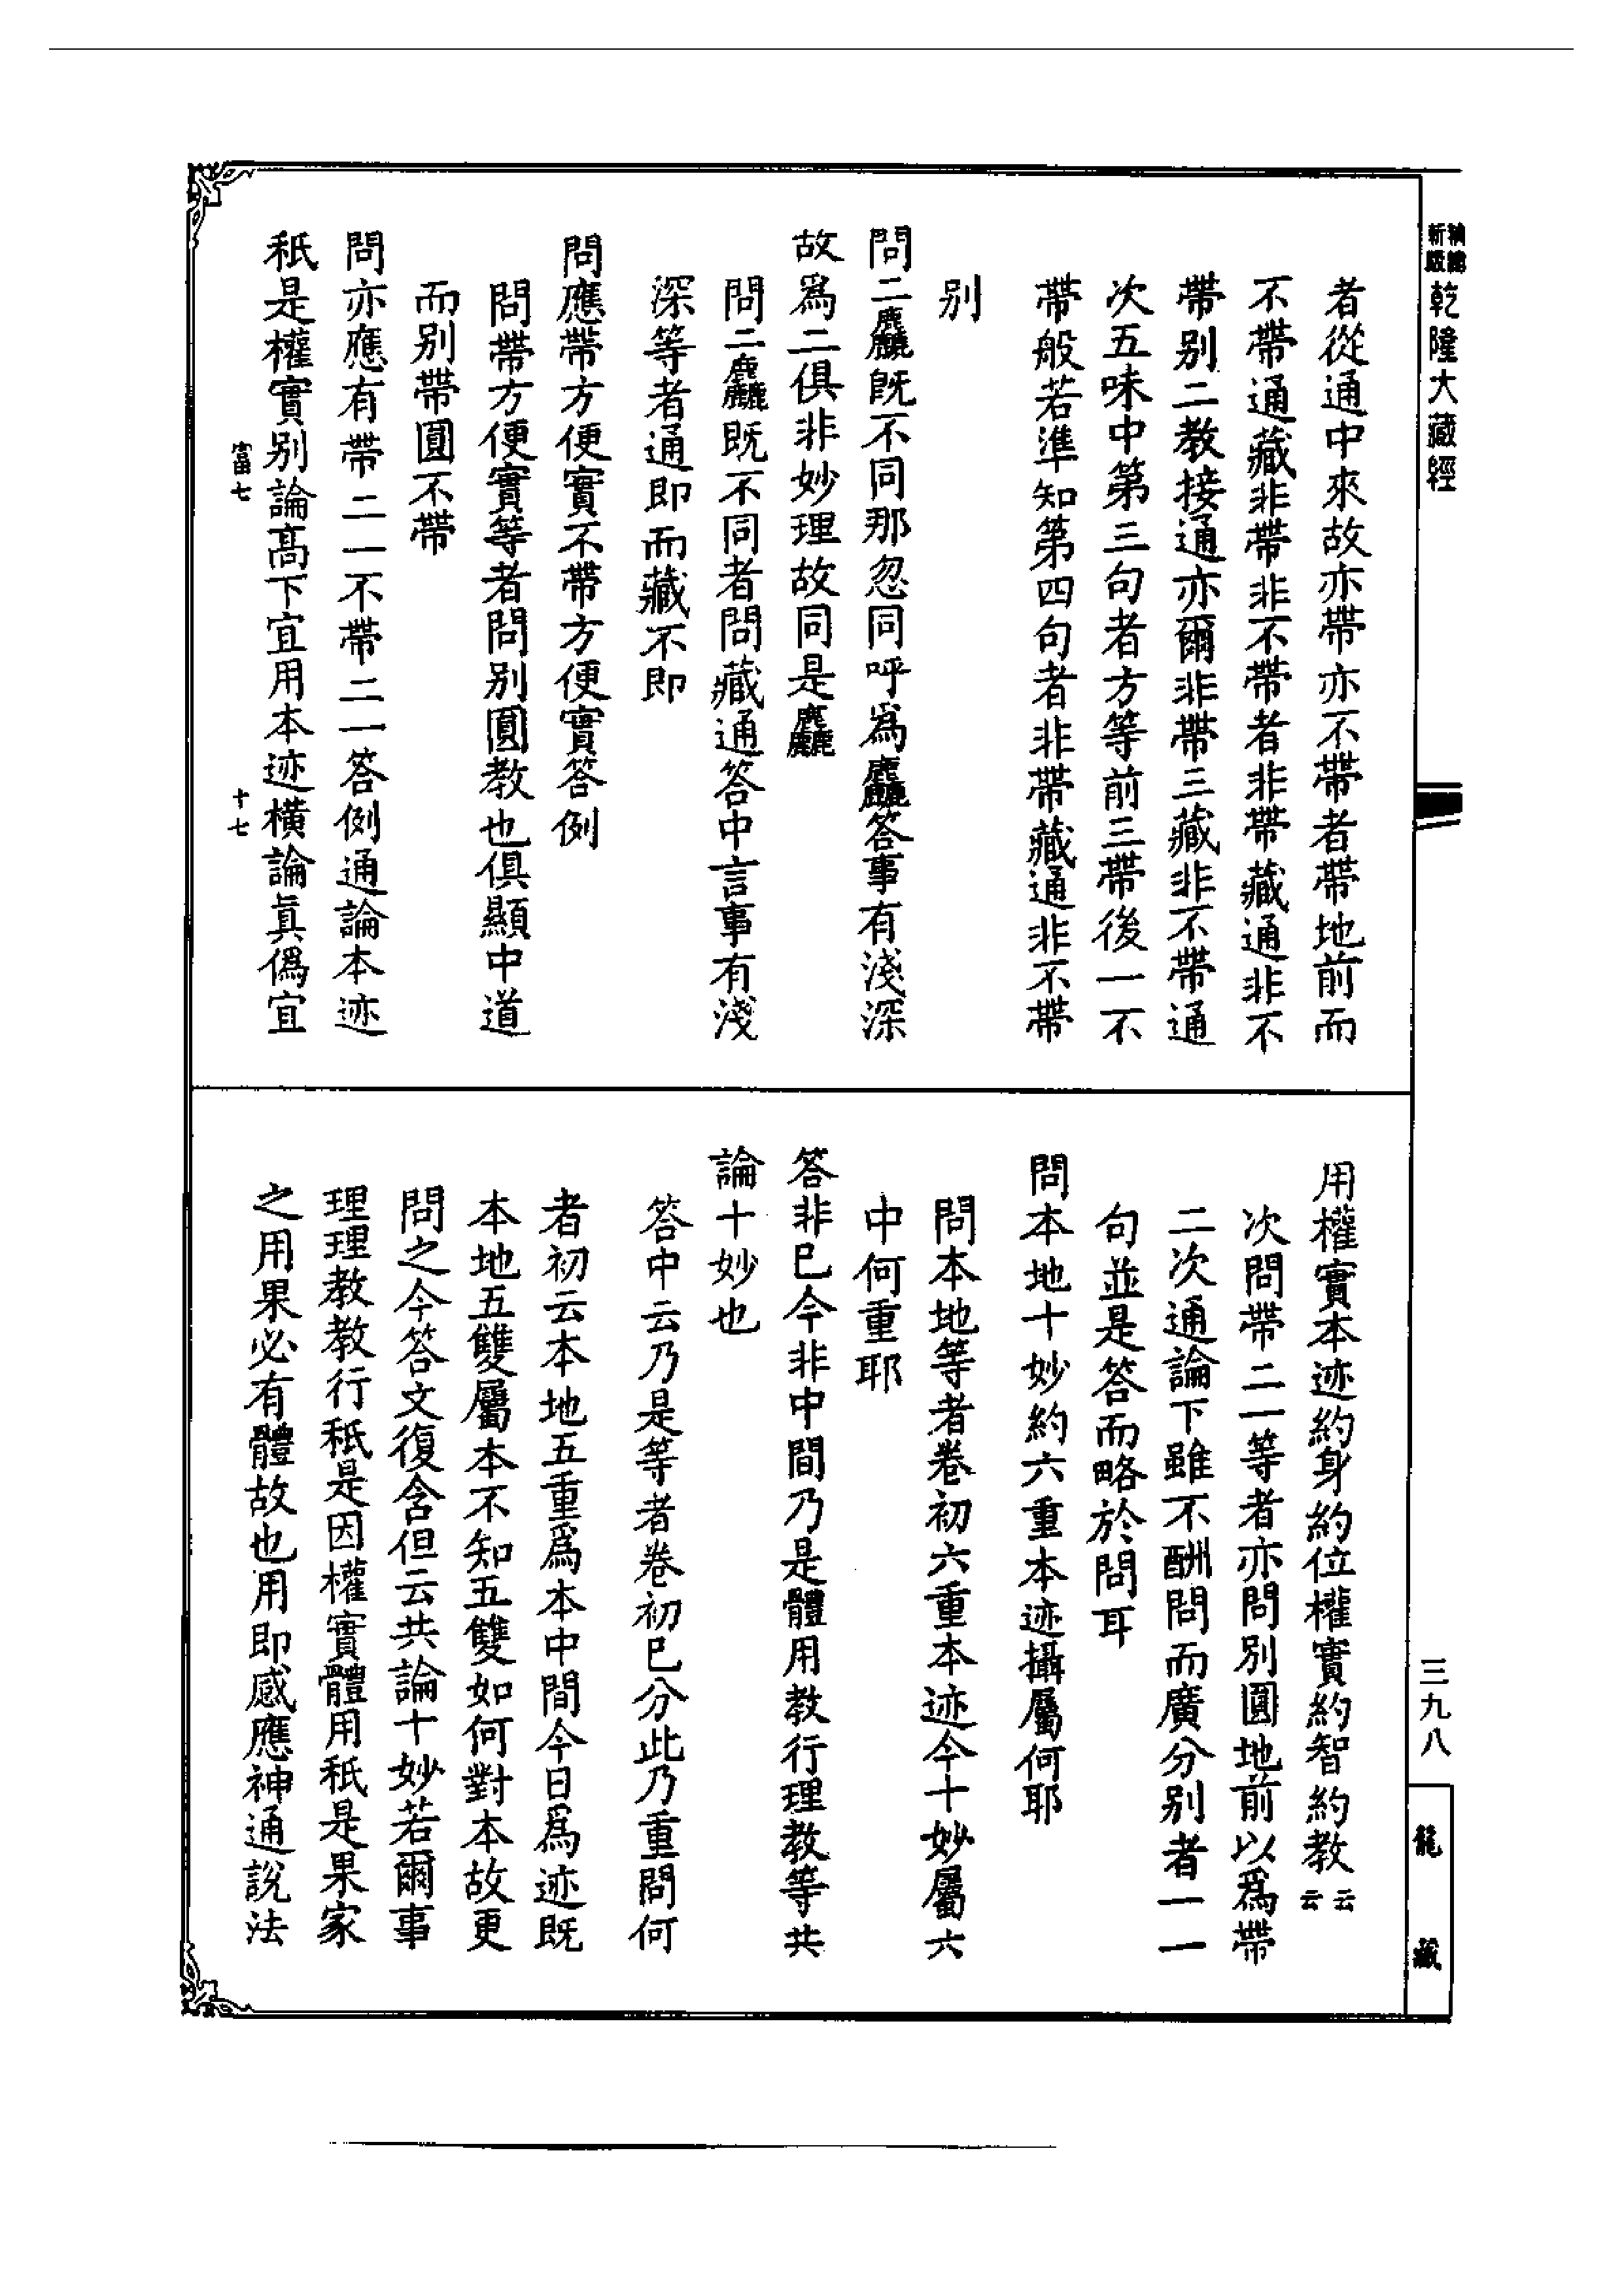 乾隆大藏經
者從通中來故亦帶亦不帶者帶地前而
不帶通藏非帶非不帶者非帶藏通非不
帶别二教接通亦爾非帶三藏非不帶通
次五味中第三句者方等前三帶後一不
帶般若準知第四句者非帶藏通非不帶
别
問二麤既不同那忽同呼爲麤答事有淺深
故爲二俱非妙理故同是麤
問二麤既不同者問藏通答中言事有淺
深等者通即而藏不即
問應帶方便實不帶方便實答例
問帶方便實等者問别圓教也俱顯中道
而别帶圓不帶
問亦應有帶二一不帶二一答例通論本迹
秖是權實别論髙下宜用本迹橫論眞僞宜
富七
十七
用權實本迹約身約位權實約智約教云云
次問帶二一等者亦問別圓地前以爲帶
二次通論下雖不酬問而廣分別者一一
句並是答而略於問耳
問本地十妙約六重本迹攝屬何耶
問本地等者卷初六重本迹今十妙屬六
中何重耶
答非已今非中間乃是體用教行理教等共
論十妙也
答中云乃是等者卷初已分此乃重問何
者初云本地五重爲本中間今日爲迹既
本地五雙屬本不知五雙如何對本故更
問之今答文復含但云共論十妙若爾事
理理教教行秖是因權實體用秖是果家
之用果必有體故也用即感應神通說法
三九八
龍藏